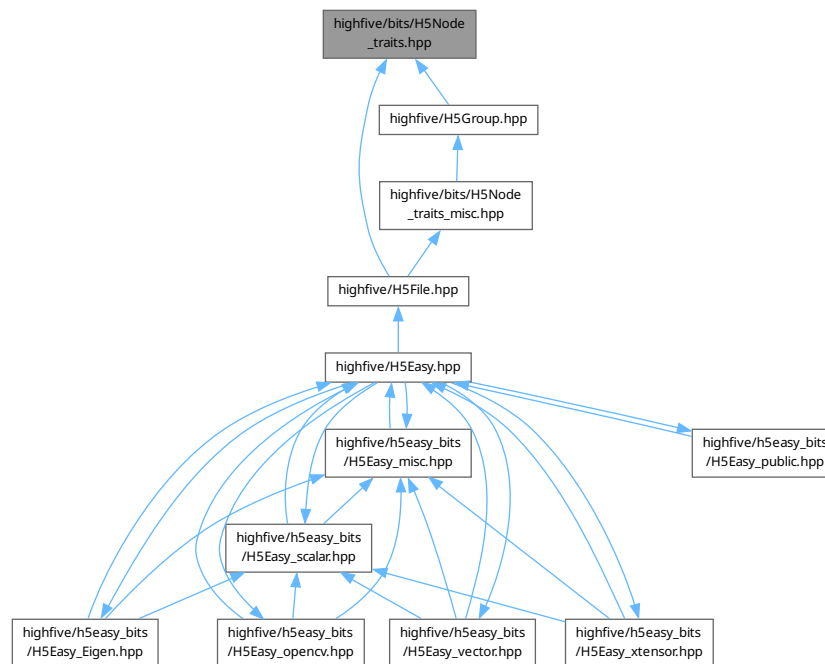 highfive/bits/H5Node
_traits.hpp
highfive/H5Group.hpp
highfive/bits/H5Node
_traits_misc.hpp
highfive/H5File.hpp
highfive/H5Easy.hpp
highfive/h5easy_bits
/H5Easy_misc.hpp
highfive/h5easy_bits
/H5Easy_public.hpp
highfive/h5easy_bits
/H5Easy_scalar.hpp
highfive/h5easy_bits
/H5Easy_Eigen.hpp
highfive/h5easy_bits
/H5Easy_opencv.hpp
highfive/h5easy_bits
/H5Easy_vector.hpp
highfive/h5easy_bits
/H5Easy_xtensor.hpp